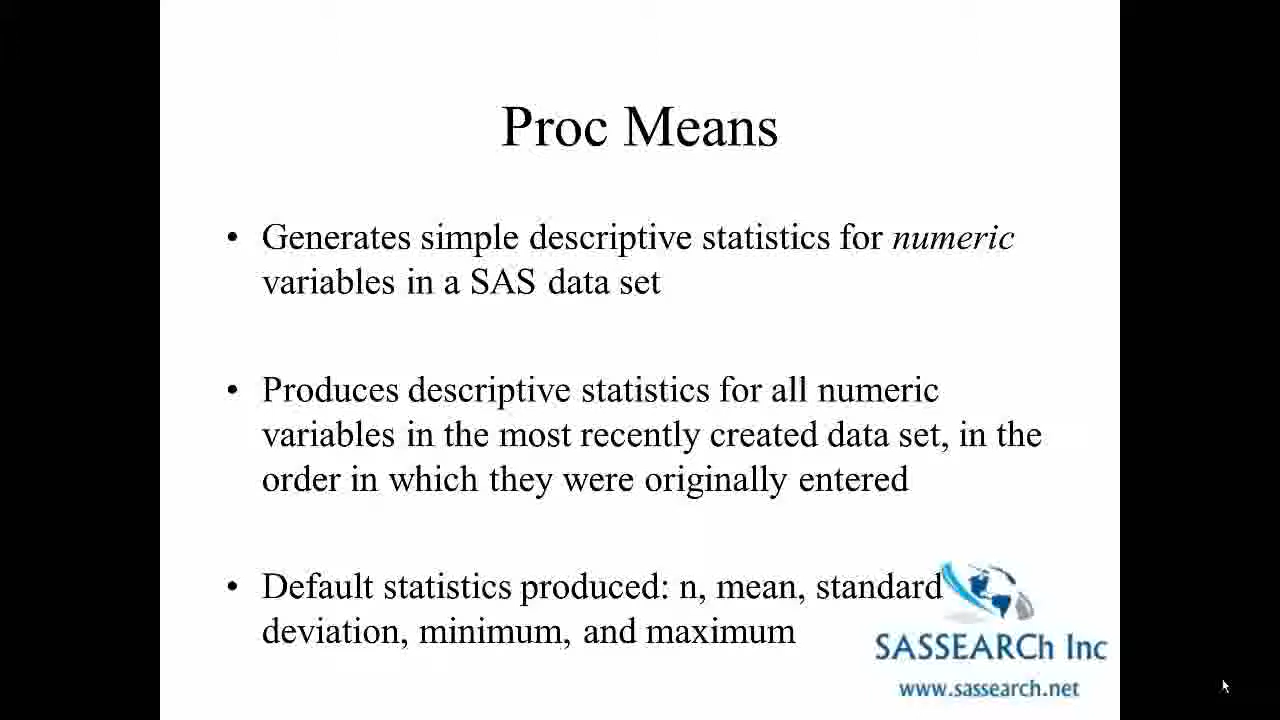 Proc Means
• Generates simple descriptive statistics for numeric
variables in a SAS data set
• Produces descriptive statistics for all numeric
variables in the most recently created data set, in the
order in which they were originally entered
• Default statistics produced: n, mean, standard
deviation, minimum, and maximum
SASSEARCh Inc
www.sassearch.net